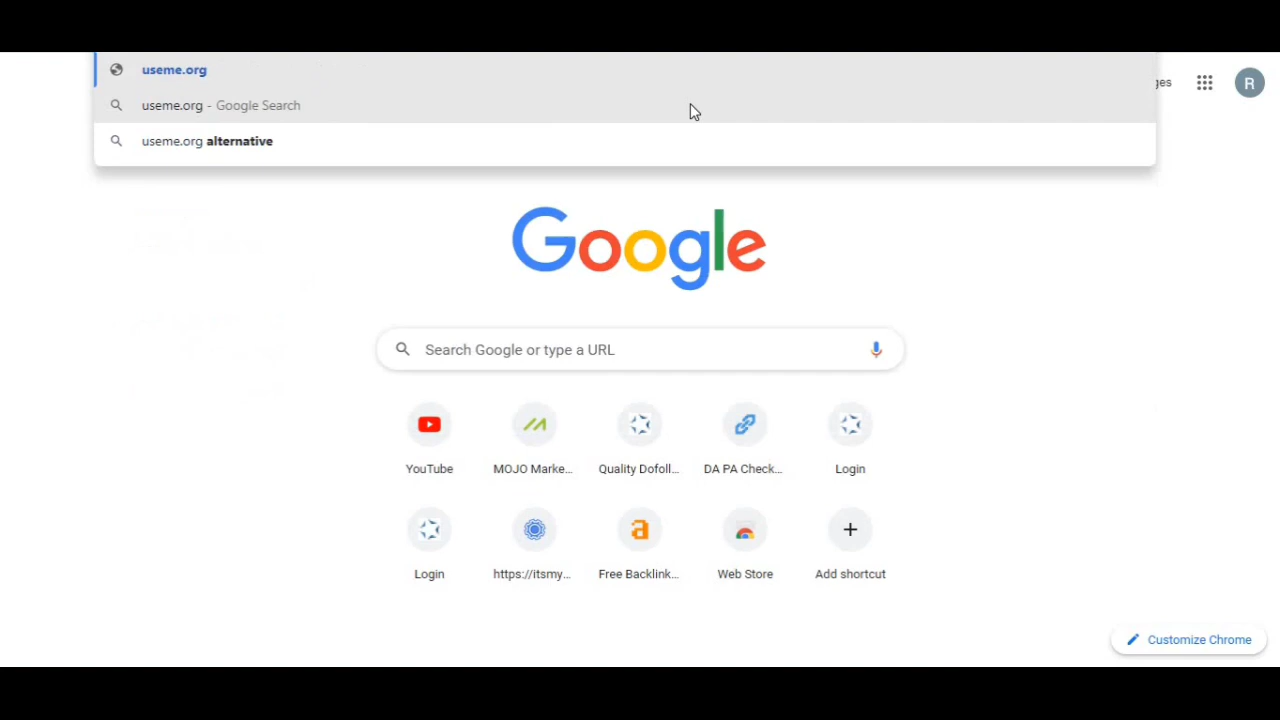 useme.org
useme.org - Google Search
useme.org alternative
ges
R
Google
Search Google or type a URL
YouTube
MOJO Marke...
Quality Dofoll...
DA PA Check...
Login
Login
https://itsmy...
Free Backlink...
Web Store
Add shortcut
Customize Chrome